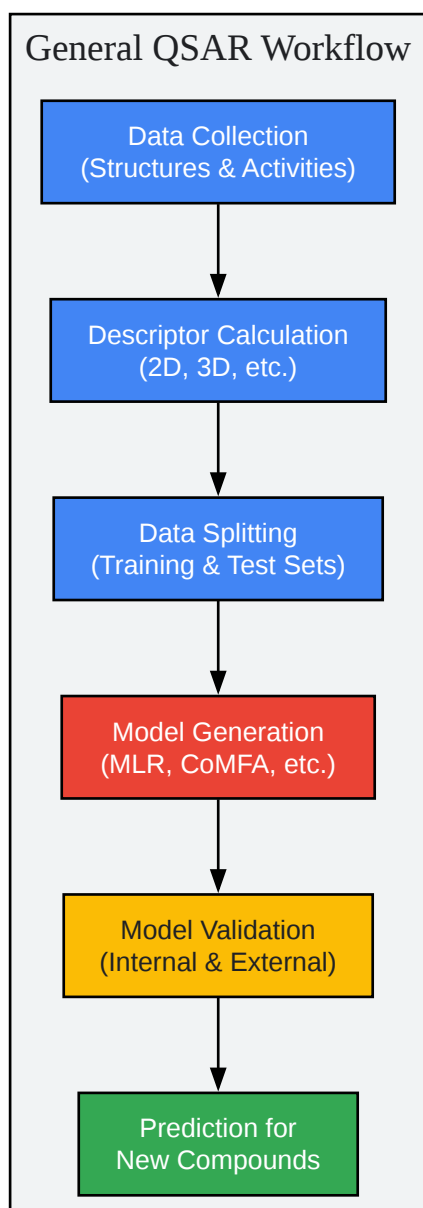 General QSAR Workflow
Data Collection
(Structures & Activities)
Descriptor Calculation
(2D, 3D, etc.)
Data Splitting
(Training & Test Sets)
Model Generation
(MLR, CoMFA, etc.)
Model Validation
(Internal & External)
Prediction for
New Compounds